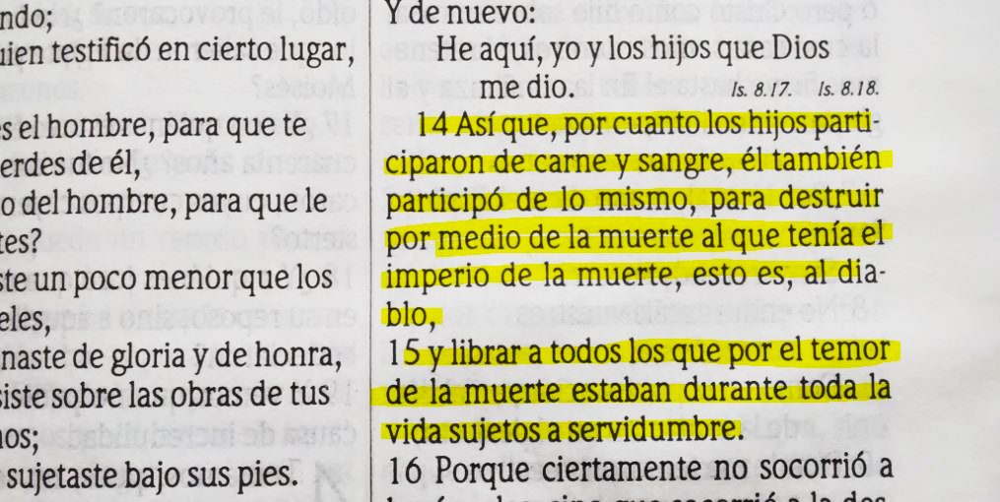 ndo;
uien testificó en cierto lugar,
es el hombre, para que te
erdes de él,
o del hombre, para que le
tes?
ste un poco menor que los
eles,
naste de gloria y de honra,
siste sobre las obras de tus
nos;
sujetaste bajo sus pies.
Y de nuevo:
He aquí, yo y los hijos que Dios
me dio. Is. 8.17. Is. 8.18.
14 Así que, por cuanto los hijos parti-
ciparon de carne y sangre, él también
participó de lo mismo, para destruir
por medio de la muerte al que tenía el
imperio de la muerte, esto es, al dia-
blo,
15 y librar a todos los que por el temor
de la muerte estaban durante toda la
vida sujetos a servidumbre.
16 Porque ciertamente no socorrió a